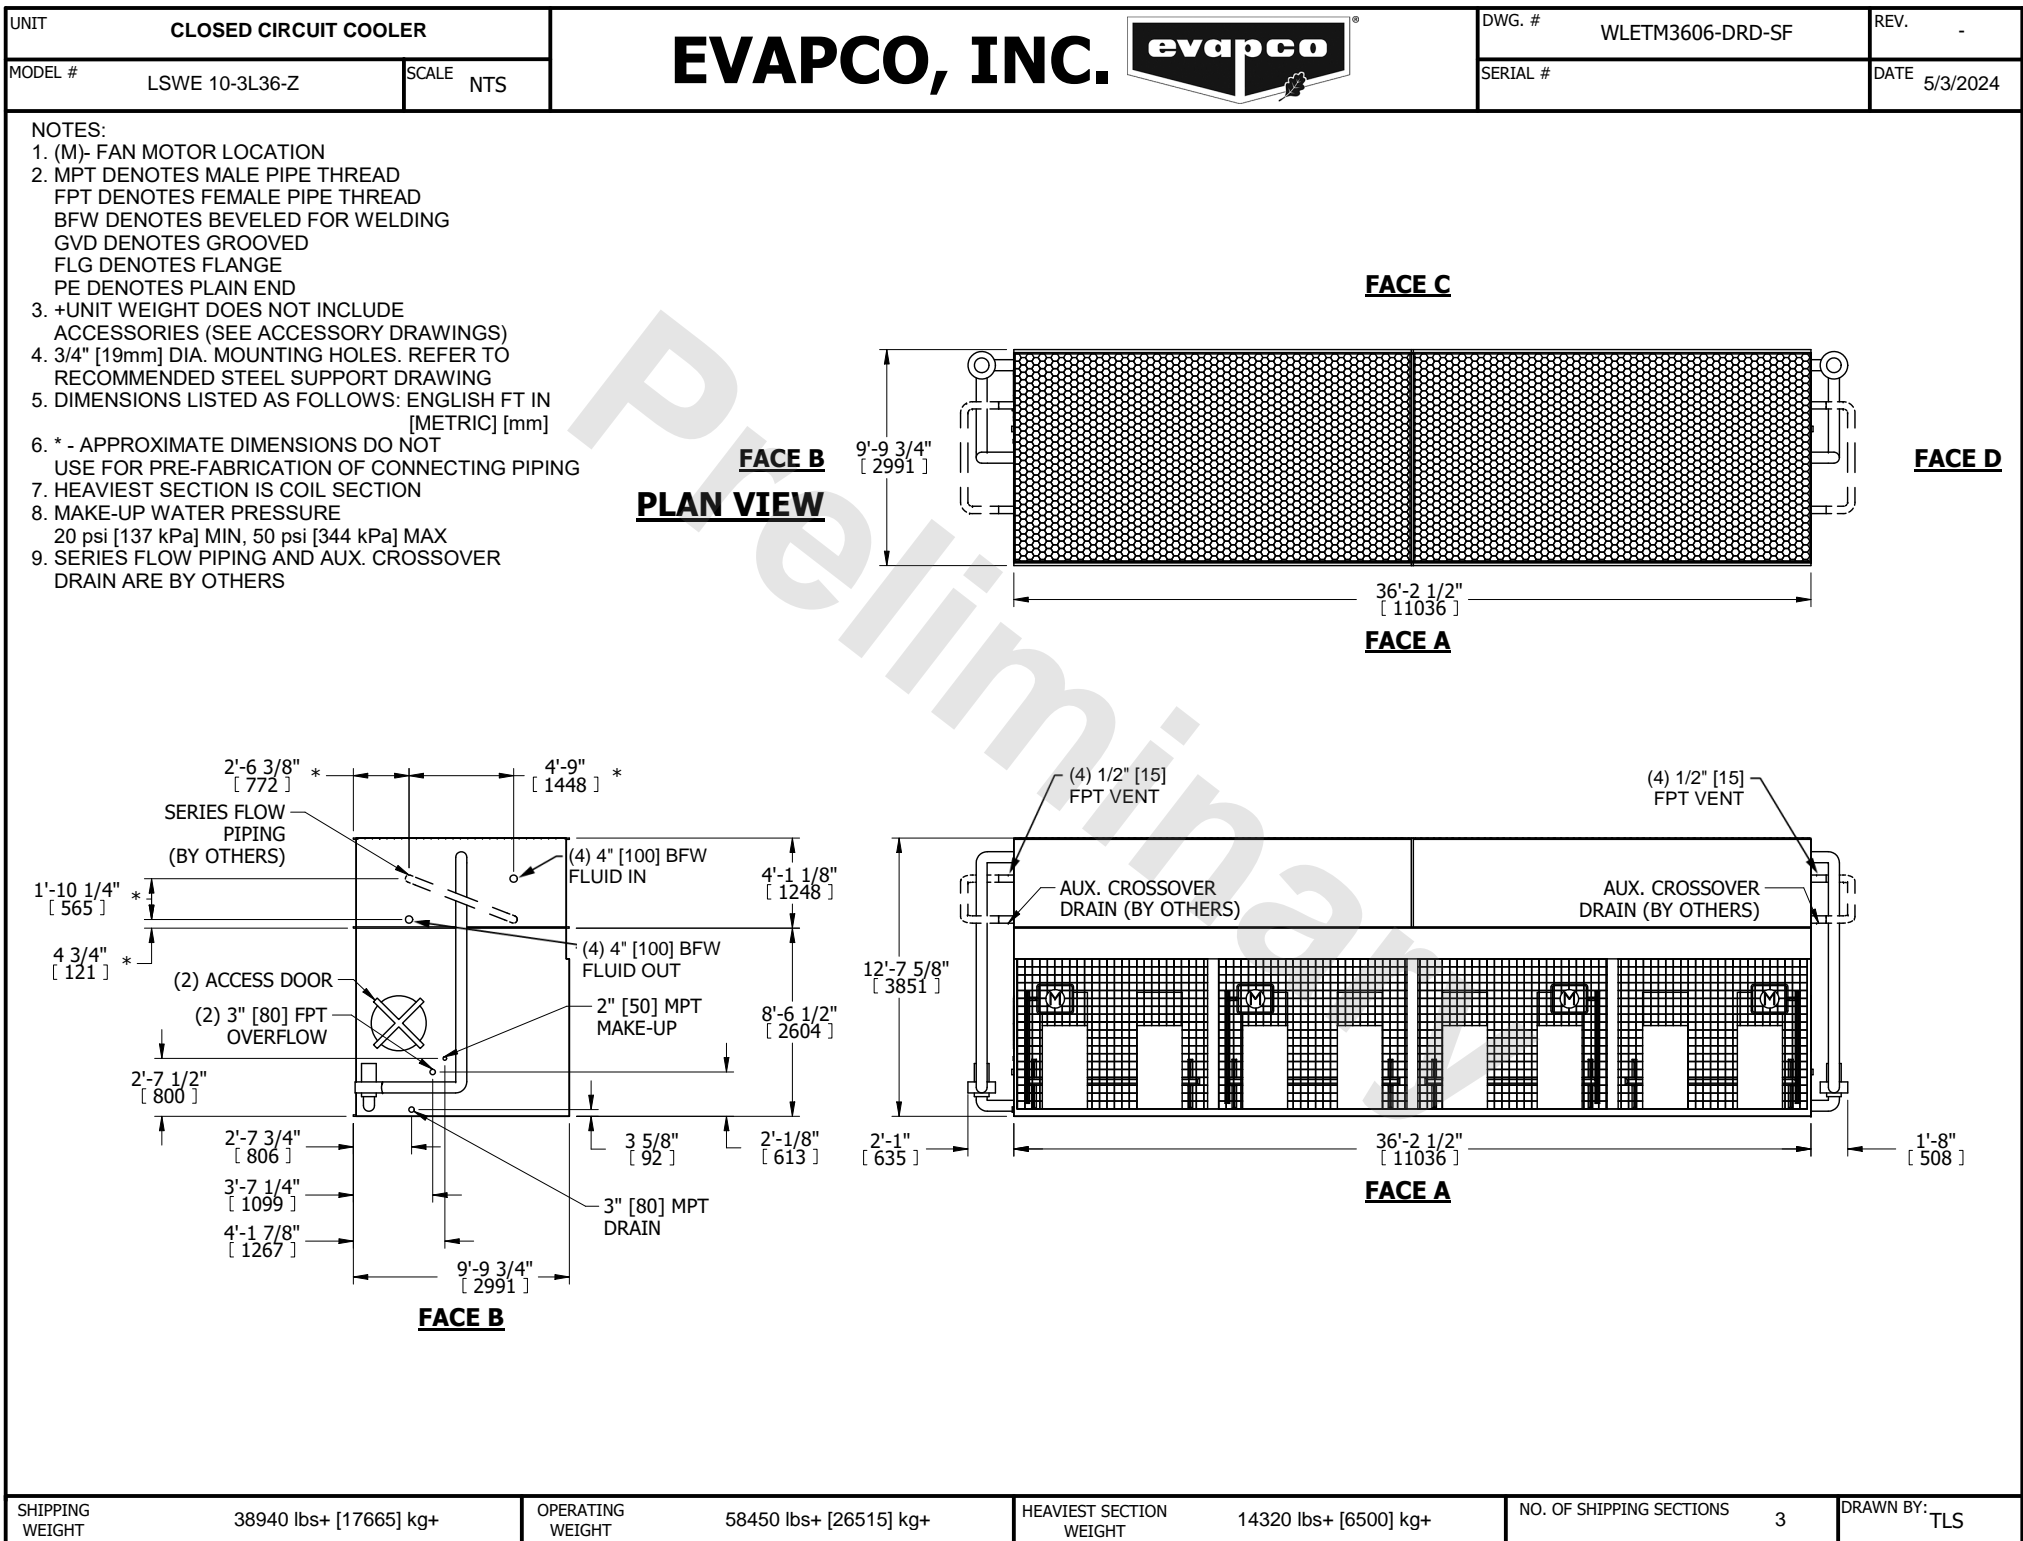 UNIT
CLOSED CIRCUIT COOLER
MODEL #
LSWE 10-3L36-Z
SCALE
NTS
EVAPCO, INC.
evapco
®
DWG. #
WLETM3606-DRD-SF
REV.
-
SERIAL #
DATE
5/3/2024
NOTES:
1. (M)- FAN MOTOR LOCATION
2. MPT DENOTES MALE PIPE THREAD
FPT DENOTES FEMALE PIPE THREAD
BFW DENOTES BEVELED FOR WELDING
GVD DENOTES GROOVED
FLG DENOTES FLANGE
PE DENOTES PLAIN END
3. +UNIT WEIGHT DOES NOT INCLUDE
ACCESSORIES (SEE ACCESSORY DRAWINGS)
4. 3/4" [19mm] DIA. MOUNTING HOLES. REFER TO
RECOMMENDED STEEL SUPPORT DRAWING
5. DIMENSIONS LISTED AS FOLLOWS: ENGLISH FT IN
[METRIC] [mm]
6. * - APPROXIMATE DIMENSIONS DO NOT
USE FOR PRE-FABRICATION OF CONNECTING PIPING
7. HEAVIEST SECTION IS COIL SECTION
8. MAKE-UP WATER PRESSURE
20 psi [137 kPa] MIN, 50 psi [344 kPa] MAX
9. SERIES FLOW PIPING AND AUX. CROSSOVER
DRAIN ARE BY OTHERS
Preliminary
FACE C
FACE B
PLAN VIEW
9'-9 3/4"
[ 2991 ]
FACE D
36'-2 1/2"
[ 11036 ]
FACE A
2'-6 3/8" *
[ 772 ]
4'-9" *
[ 1448 ]
SERIES FLOW
PIPING
(BY OTHERS)
(4) 4" [100] BFW
FLUID IN
4'-1 1/8"
[ 1248 ]
1'-10 1/4" *
[ 565 ]
4 3/4" *
[ 121 ]
(4) 4" [100] BFW
FLUID OUT
(2) ACCESS DOOR
(2) 3" [80] FPT
OVERFLOW
2" [50] MPT
MAKE-UP
8'-6 1/2"
[ 2604 ]
2'-7 1/2"
[ 800 ]
2'-7 3/4"
[ 806 ]
3 5/8"
[ 92 ]
2'-1/8"
[ 613 ]
3'-7 1/4"
[ 1099 ]
3" [80] MPT
DRAIN
4'-1 7/8"
[ 1267 ]
9'-9 3/4"
[ 2991 ]
FACE B
(4) 1/2" [15]
FPT VENT
(4) 1/2" [15]
FPT VENT
AUX. CROSSOVER
DRAIN (BY OTHERS)
AUX. CROSSOVER
DRAIN (BY OTHERS)
12'-7 5/8"
[ 3851 ]
M M M M
2'-1"
[ 635 ]
36'-2 1/2"
[ 11036 ]
1'-8"
[ 508 ]
FACE A
SHIPPING
WEIGHT
38940 lbs+ [17665] kg+
OPERATING
WEIGHT
58450 lbs+ [26515] kg+
HEAVIEST SECTION
WEIGHT
14320 lbs+ [6500] kg+
NO. OF SHIPPING SECTIONS
3
DRAWN BY:
TLS